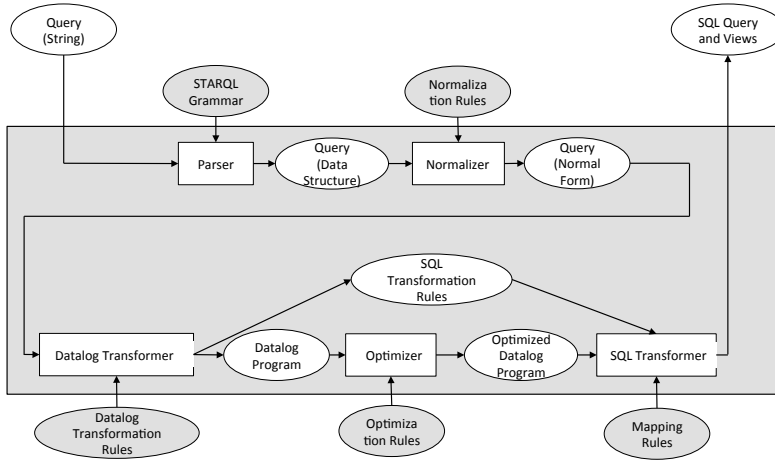 Query
(String)
SQL Query
and Views
STARQL
Grammar
Normaliza
tion Rules
Parser
Query
(Data
Structure)
Normalizer
Query
(Normal
Form)
SQL
Transformation
Rules
Datalog Transformer
Datalog
Program
Optimizer
Optimized
Datalog
Program
SQL Transformer
Datalog
Transformation
Rules
Optimiza
tion Rules
Mapping
Rules